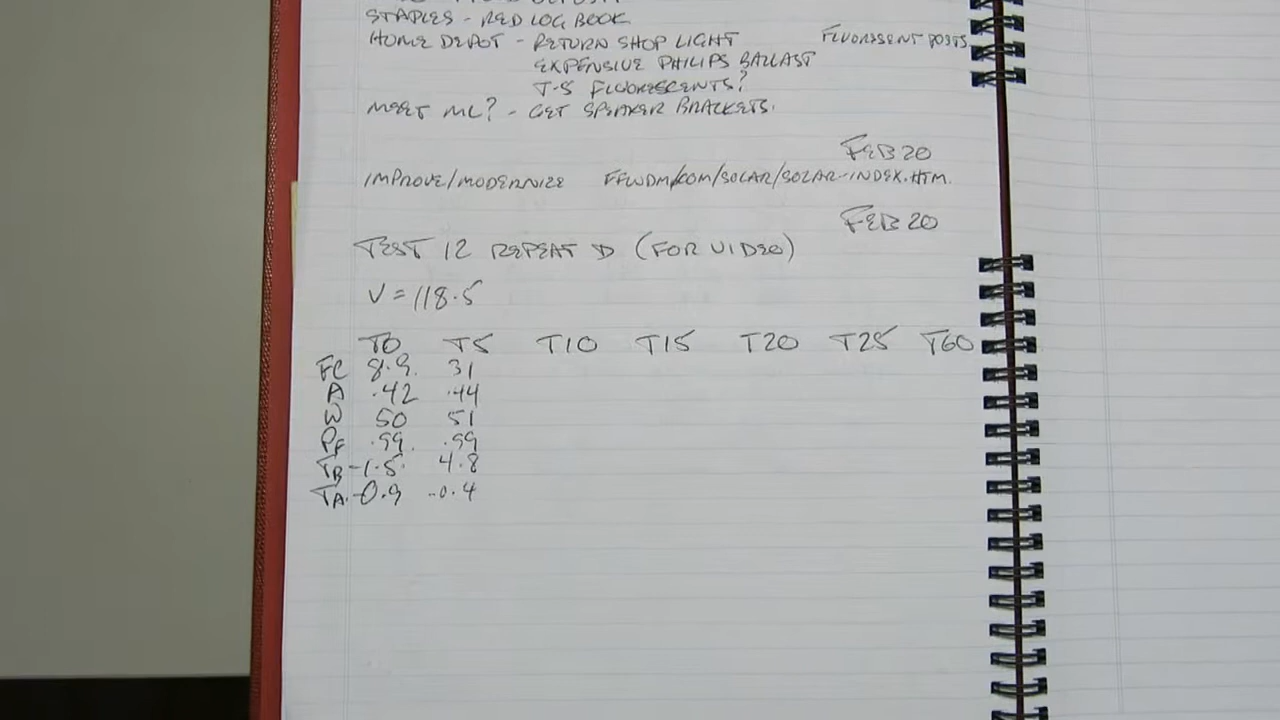 STAPLES - RED LOG BOOK
HOME DEPOT - RETURN SHOP LIGHT FLUORESENT POSTS
EXPENSIVE PHILIPS BALLAST
T-5 FLUORESCENTS?
MEET ML? - GET SPEAKER BRACKETS.
FEB 20
IMPROVE/MODERNIZE FFWDM/COM/SOLAR/SOLAR-INDEX.HTM.
FEB 20
TEST 12 REPEAT D (FOR VIDEO)
V = 118.5
T0 T5 T10 T15 T20 T25 T60
FC 8.9. 31
A .42 .44
W 50 51
PF .99. .99
TB -1.5. 4.8
TA. -0.9 -0.4